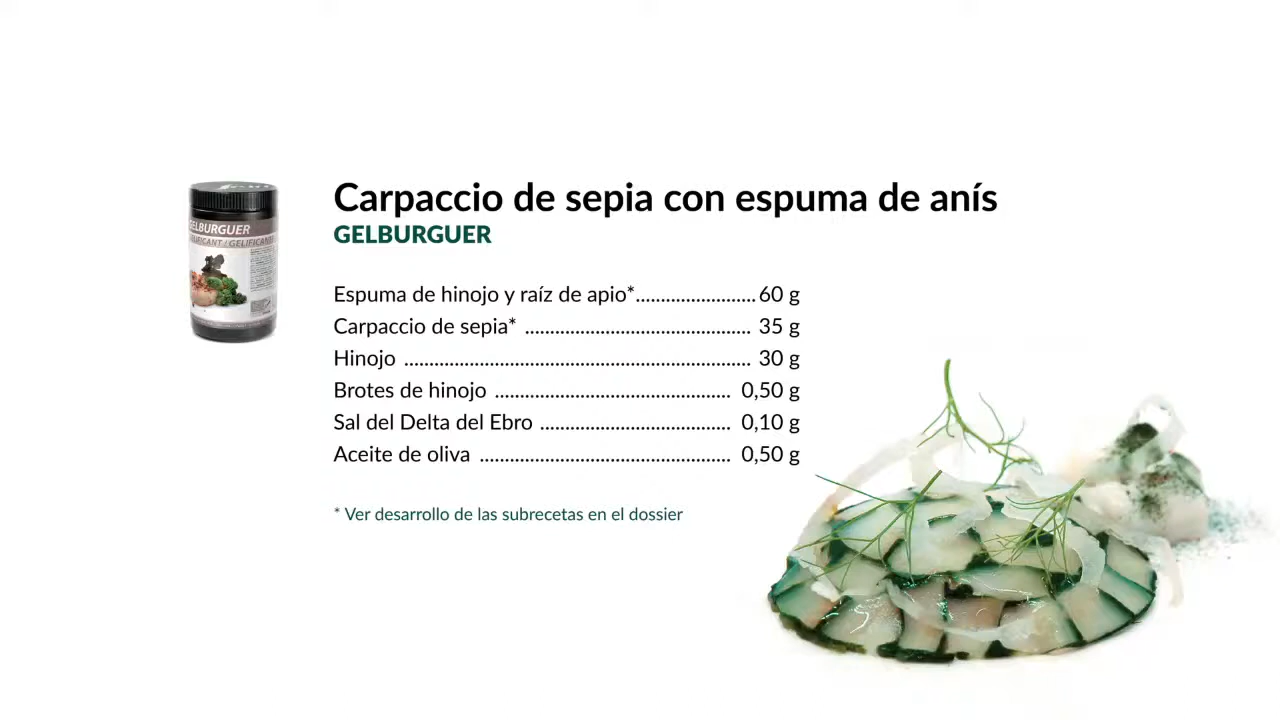 Carpaccio de sepia con espuma de anís
GELBURGUER
GELBURGUER
GELIFICANT / GELIFICANTE
Espuma de hinojo y raíz de apio*....................... 60 g
Carpaccio de sepia* ............................................ 35 g
Hinojo .................................................................... 30 g
Brotes de hinojo .............................................. 0,50 g
Sal del Delta del Ebro ..................................... 0,10 g
Aceite de oliva ................................................. 0,50 g
* Ver desarrollo de las subrecetas en el dossier